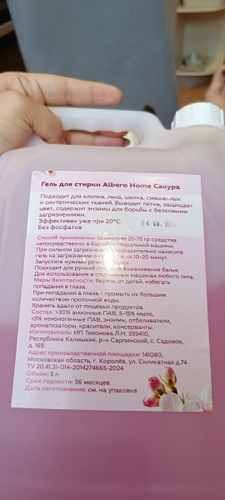 Гель для стирки Albero Home Сакура
Подходит для хлопка, льна, шелка, смешанных
и синтетических тканей. Выводит пятна, защищает
цвет, содержит энзимы для борьбы с белковыми
загрязнениями.
Эффективен уже при 20°C.
Без фосфатов
Способ применения: поместите 25-75 гр средства
непосредственно в барабан стиральной машины.
При сильном загрязнении предварительно нанесите
гель на загрязнение о на 10-20 минут
Запустите нужный
Подходит для ручной стирки и замачивания белья.
Для использования в стиральных машинах любого типа.
Меры безопасности: беречь от детей, избегать
попадания в глаза.
При попадании в глаза - промыть их большим
количеством проточной воды.
Хранить вдали от пищевых продуктов.
Состав: >30% анионные ПАВ, 5-15% мыло,
<5% неионогенные ПАВ, энзимы, отбеливатели,
ароматизаторы, красители, консерванты.
Изготовитель: ИП Тихонова Л.Н. 359410,
Республика Калмыкия, р-н Сарпинский, с. Садовое,
д. 169.
Адрес производственной площадки: 141080,
Московская область, г. Королёв, ул. Силикатная д.74
ТУ 20.41.31-014-2014274665-2024
Объем: 5 л.
Срок годности: 36 месяцев.
Дата изготовления: см. на упаковке